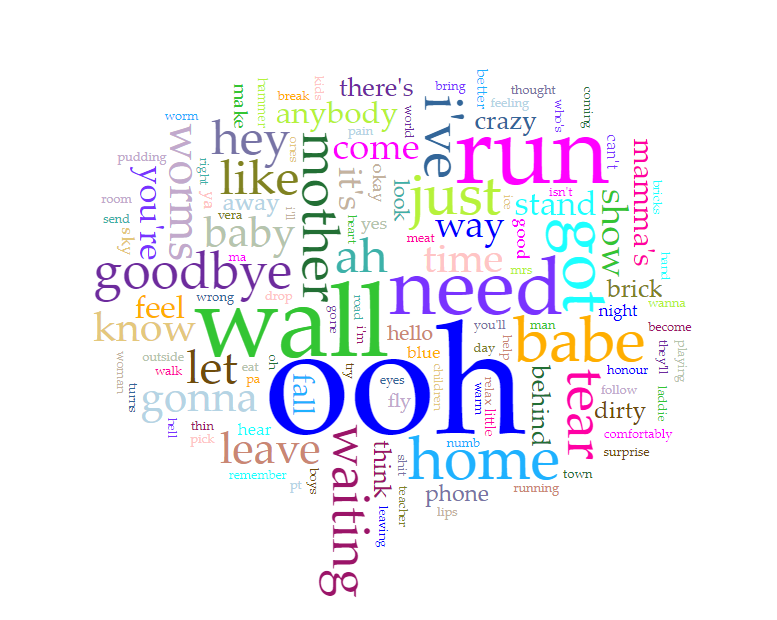 ooh
wall
run
need
got
babe
home
mother
goodbye
just
i've
waiting
tear
worms
hey
like
baby
know
gonna
let
leave
ah
come
anybody
it's
way
time
stand
show
mamma's
behind
you're
feel
fall
think
there's
crazy
brick
dirty
phone
away
make
look
okay
yes
night
good
fly
hello
blue
hear
sky
ya
can't
hammer
break
kids
pain
world
bring
better
feeling
thought
who's
coming
worm
pudding
room
send
right
vera
ones
i'll
heart
meat
ice
isn't
bricks
hand
wanna
ma
mrs
wrong
drop
gone
road
i'm
you'll
man
become
they'll
playing
honour
day
help
outside
walk
woman
turns
eat
pa
oh
try
eyes
children
relax
little
warm
follow
laddie
comfortably
surprise
hell
thin
pick
remember
pt
boys
shit
teacher
leaving
numb
lips
running
town